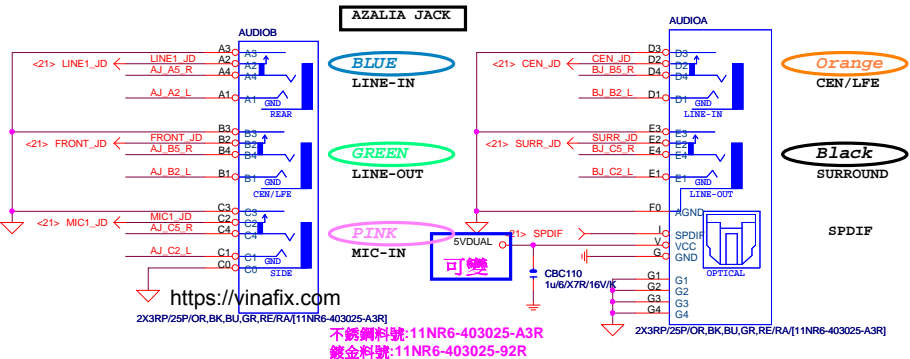 AZALIA JACK
AUDIOB
A3 A3
<21> LINE1_JD LINE1_JD A2 A2
AJ_A5_R A4 A4
AJ_A2_L A1 A1
GND
REAR
BLUE
LINE-IN
B3 B3
<21> FRONT_JD FRONT_JD B2 B2
AJ_B5_R B4 B4
AJ_B2_L B1 B1
GND
CEN/LFE
GREEN
LINE-OUT
C3 C3
<21> MIC1_JD MIC1_JD C2 C2
AJ_C5_R C4 C4
AJ_C2_L C1 C1
GND
C0 C0
SIDE
PINK
MIC-IN
https://vinafix.com
2X3RP/25P/OR,BK,BU,GR,RE/RA/[11NR6-403025-A3R]
AUDIOA
D3 D3
<21> CEN_JD CEN_JD D2 D2
BJ_B5_R D4 D4
BJ_B2_L D1 D1
GND
LINE-IN
Orange
CEN/LFE
E3 E3
<21> SURR_JD SURR_JD E2 E2
BJ_C5_R E4 E4
BJ_C2_L E1 E1
GND
LINE-OUT
Black
SURROUND
F0 AGND
21> SPDIF I SPDIF
5VDUAL V VCC
可變
G GND
OPTICAL
SPDIF
CBC110
1u/6/X7R/16V/K
G1 G1
G2 G2
G3 G3
G4 G4
2X3RP/25P/OR,BK,BU,GR,RE/RA/[11NR6-403025-A3R]
不銹鋼料號:11NR6-403025-A3R
鍍金料號:11NR6-403025-92R